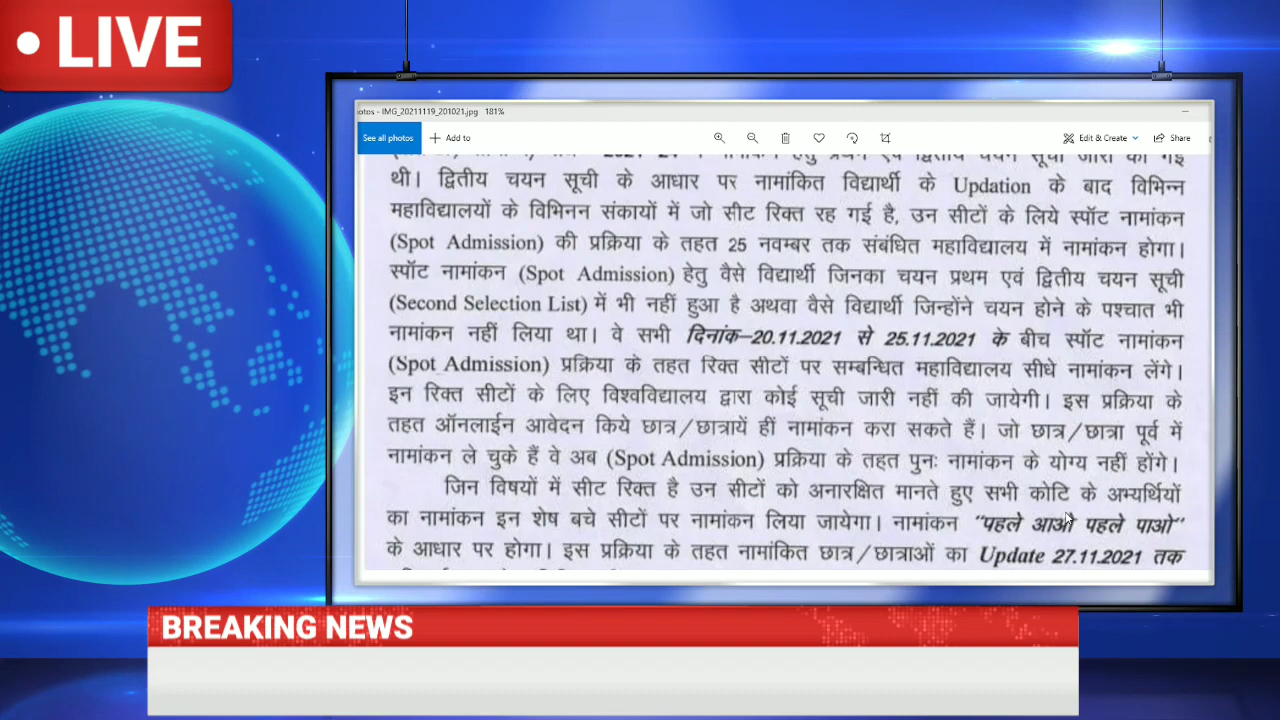 LIVE
otos - IMG_20211119_201021.jpg 181%
See all photos
Add to
Edit & Create
Share
थी। द्वितीय चयन सूची के आधार पर नामांकित विद्यार्थी के Updation के बाद विभिन्न
महाविद्यालयों के विभिनन संकायों में जो सीट रिक्त रह गई है, उन सीटों के लिये स्पॉट नामांकन
(Spot Admission) की प्रक्रिया के तहत 25 नवम्बर तक संबंधित महाविद्यालय में नामांकन होगा।
स्पॉट नामांकन (Spot Admission) हेतु वैसे विद्यार्थी जिनका चयन प्रथम एवं द्वितीय चयन सूची
(Second Selection List) में भी नहीं हुआ है अथवा वैसे विद्यार्थी जिन्होंने चयन होने के पश्चात भी
नामांकन नहीं लिया था। वे सभी दिनांक–20.11.2021 से 25.11.2021 के बीच स्पॉट नामांकन
(Spot Admission) प्रक्रिया के तहत रिक्त सीटों पर सम्बन्धित महाविद्यालय सीधे नामांकन लेंगे।
इन रिक्त सीटों के लिए विश्वविद्यालय द्वारा कोई सूची जारी नहीं की जायेगी। इस प्रक्रिया के
तहत ऑनलाईन आवेदन किये छात्र/छात्रायें हीं नामांकन करा सकते हैं। जो छात्र/छात्रा पूर्व में
नामांकन ले चुके हैं वे अब (Spot Admission) प्रक्रिया के तहत पुनः नामांकन के योग्य नहीं होंगे।
जिन विषयों में सीट रिक्त है उन सीटों को अनारक्षित मानते हुए सभी कोटि के अभ्यर्थियों
का नामांकन इन शेष बचे सीटों पर नामांकन लिया जायेगा। नामांकन "पहले आओ पहले पाओ"
के आधार पर होगा। इस प्रक्रिया के तहत नामांकित छात्र/छात्राओं का Update 27.11.2021 तक
BREAKING NEWS